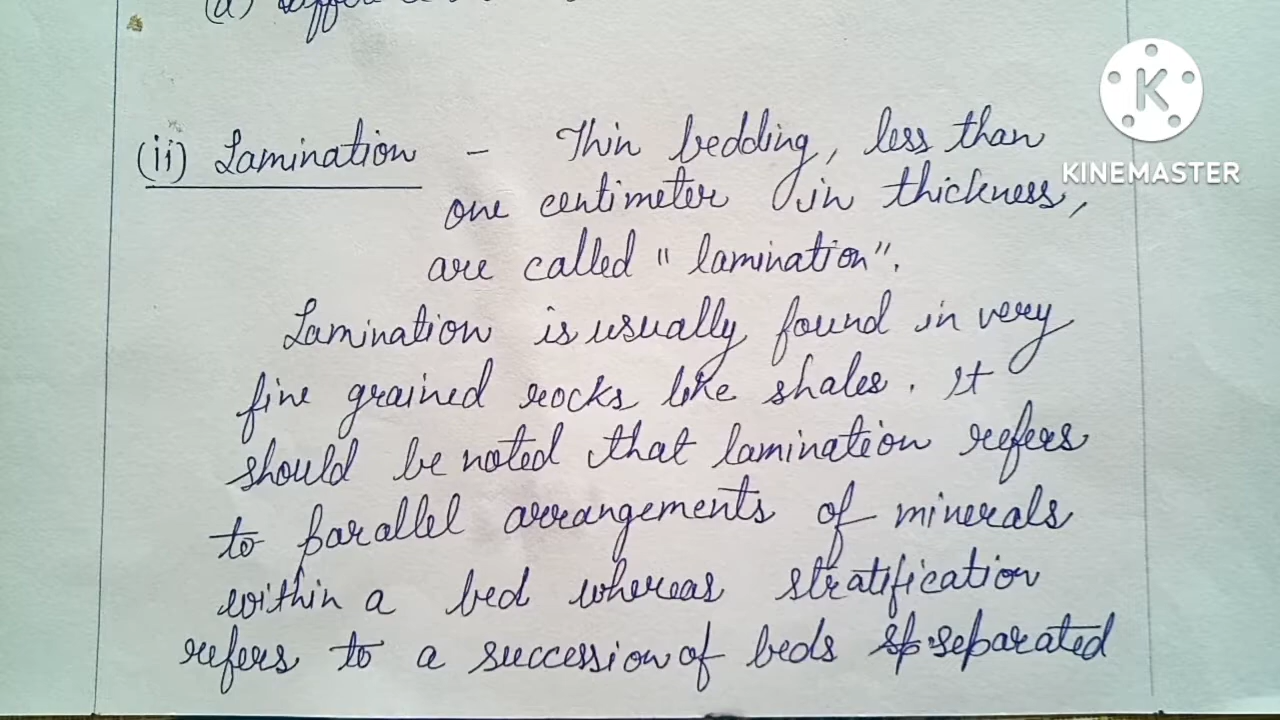 (ii) Lamination - Thin bedding, less than
one centimeter in thickness,
are called "lamination".
Lamination is usually found in very
fine grained rocks like shales. It
should be noted that lamination refers
to parallel arrangements of minerals
within a bed whereas stratification
refers to a succession of beds separated
K
KINEMASTER